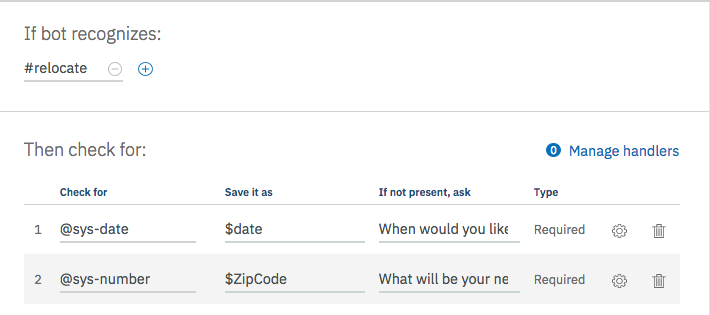 If bot recognizes:
#relocate
Then check for:
0 Manage handlers
Check for Save it as If not present, ask Type
1 @sys-date $date When would you like Required
2 @sys-number $ZipCode What will be your ne Required